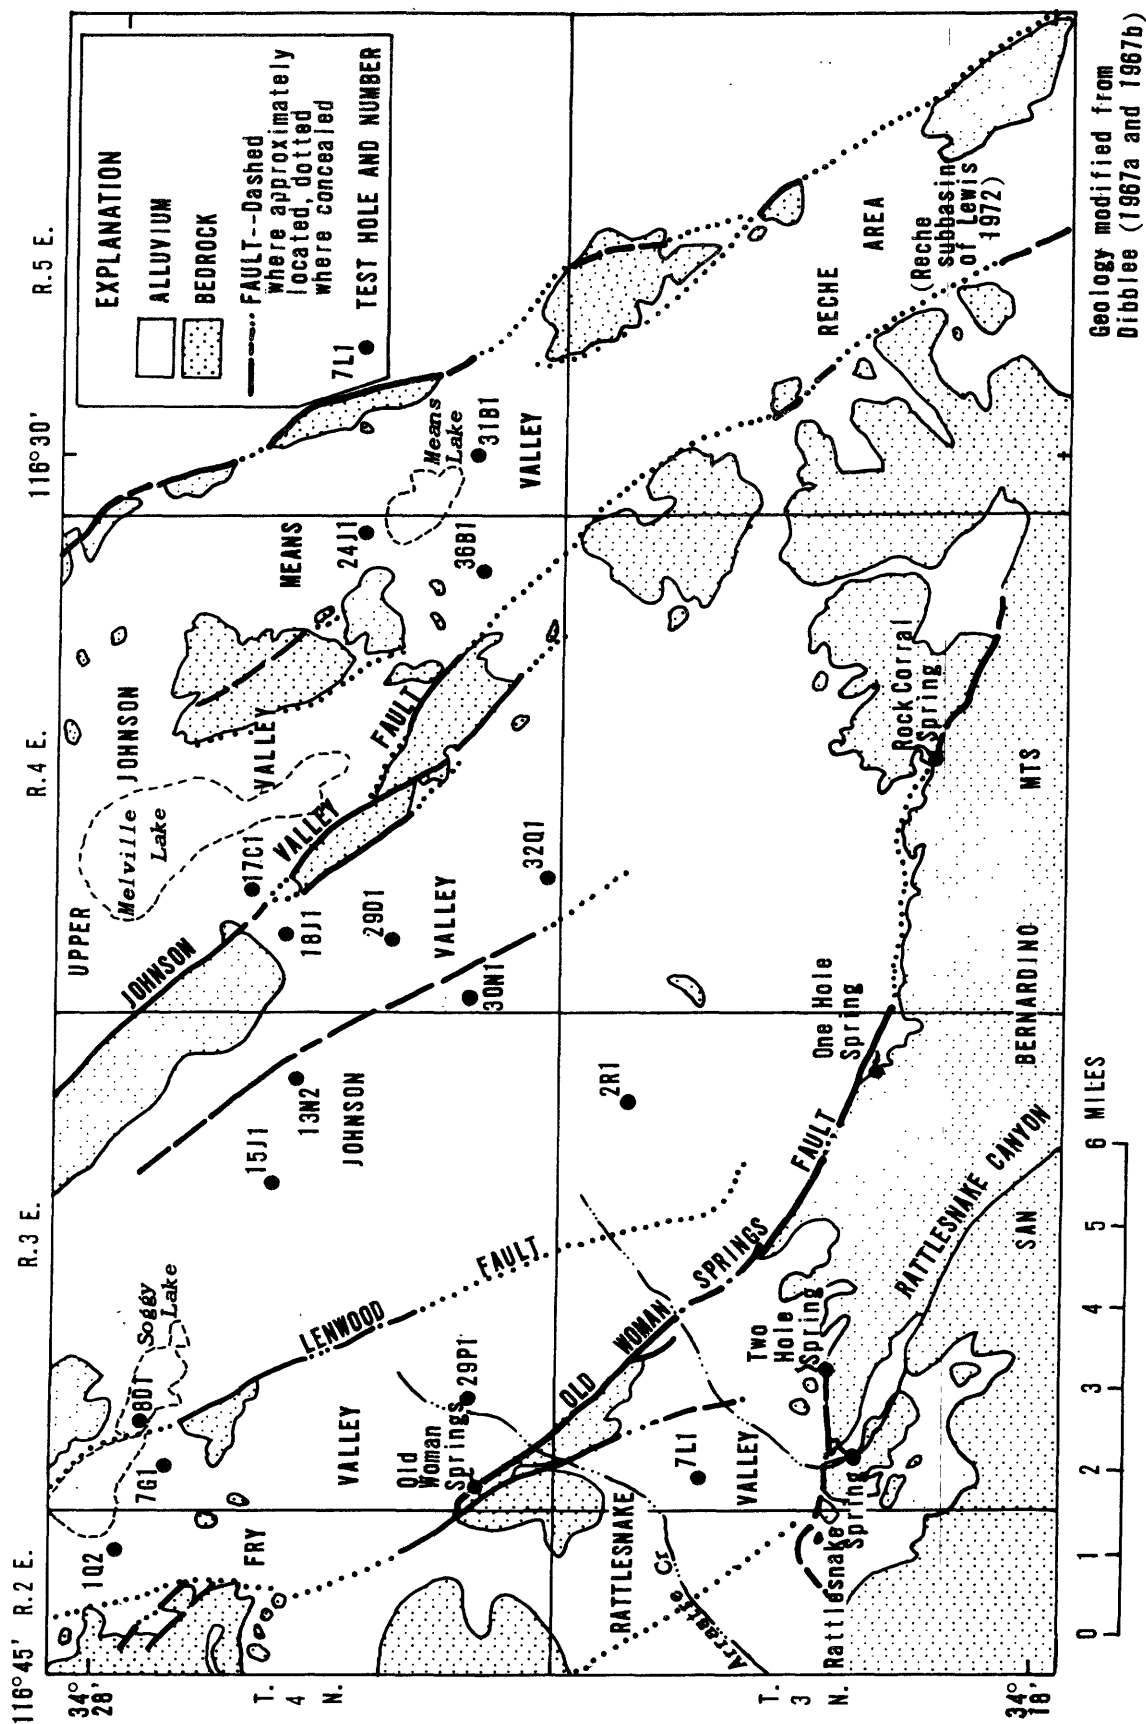 116°45' R.2 E.
R.3 E.
R.4 E.
116°30'
R.5 E.
34°
28'
T.
4
N.
T.
3
N.
34°
18'
EXPLANATION
ALLUVIUM
BEDROCK
FAULT--Dashed
where approximately
located, dotted
where concealed
7L1
TEST HOLE AND NUMBER
1Q2
FRY
VALLEY
7G1
8D1
Soggy
Lake
LENWOOD
FAULT
Old
Woman
Springs
29P1
OLD
WOMAN
SPRINGS
FAULT
15J1
13N2
JOHNSON
VALLEY
30N1
29D1
18J1
32Q1
2R1
UPPER
JOHNSON
VALLEY
Melville
Lake
17C1
JOHNSON
VALLEY
FAULT
MEANS
VALLEY
24J1
Means
Lake
36B1
31B1
RECHE
AREA
(Reche
subbasin
of Lewis
1972)
RATTLESNAKE
VALLEY
7L1
Arrastre Cr
Rattlesnake
Spring
Two
Hole
Spring
One Hole
Spring
Rock Corral
Spring
RATTLESNAKE CANYON
SAN
BERNARDINO
MTS
0 1 2 3 4 5 6 MILES
Geology modified from
Dibblee (1967a and 1967b)